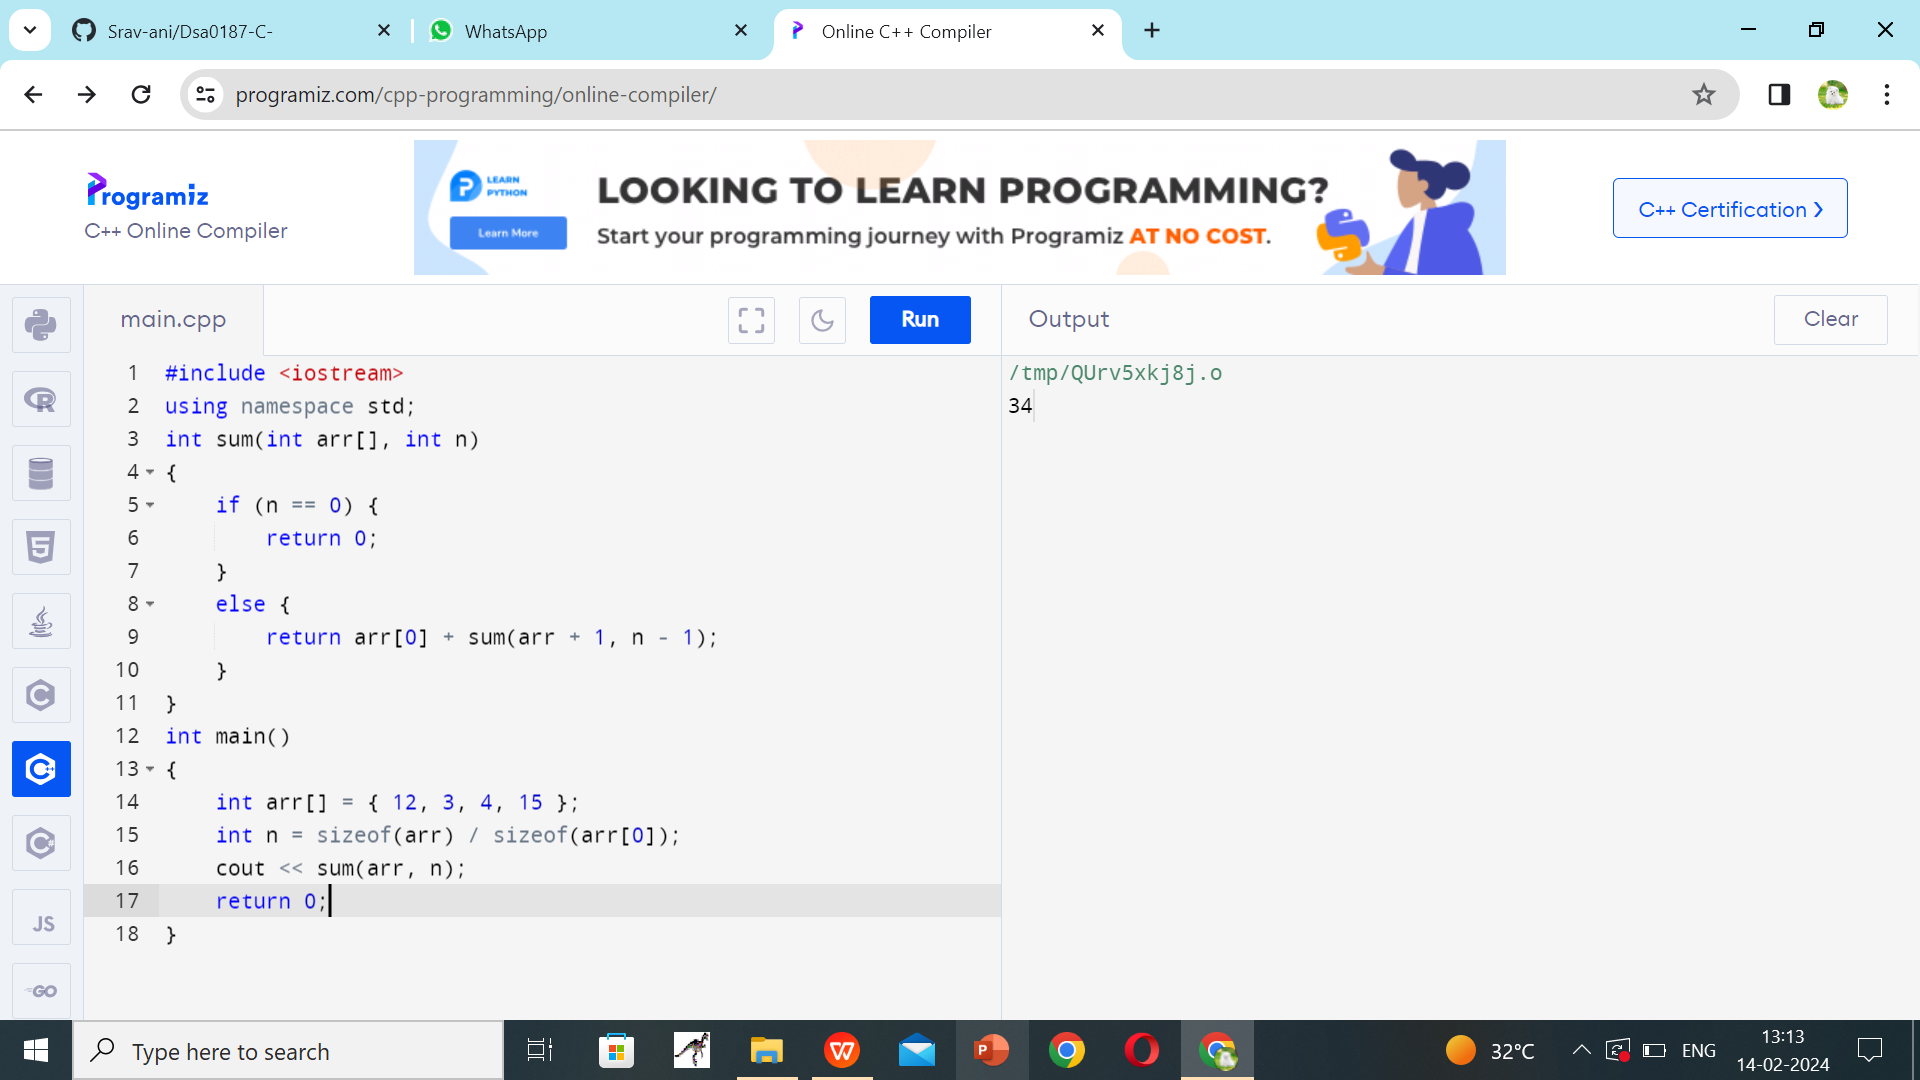 Srav-ani/Dsa0187-C-
WhatsApp
Online C++ Compiler
programiz.com/cpp-programming/online-compiler/
Programiz
C++ Online Compiler
LEARN
PYTHON
Learn More
LOOKING TO LEARN PROGRAMMING?
Start your programming journey with Programiz AT NO COST.
C++ Certification ❯
main.cpp
Run
Output
Clear
1 #include <iostream>
2 using namespace std;
3 int sum(int arr[], int n)
4 {
5 if (n == 0) {
6 return 0;
7 }
8 else {
9 return arr[0] + sum(arr + 1, n - 1);
10 }
11 }
12 int main()
13 {
14 int arr[] = { 12, 3, 4, 15 };
15 int n = sizeof(arr) / sizeof(arr[0]);
16 cout << sum(arr, n);
17 return 0;
18 }
/tmp/QUrv5xkj8j.o
34
R
5
C
C++
C#
JS
GO
Type here to search
W
P
32°C
ENG
13:13
14-02-2024